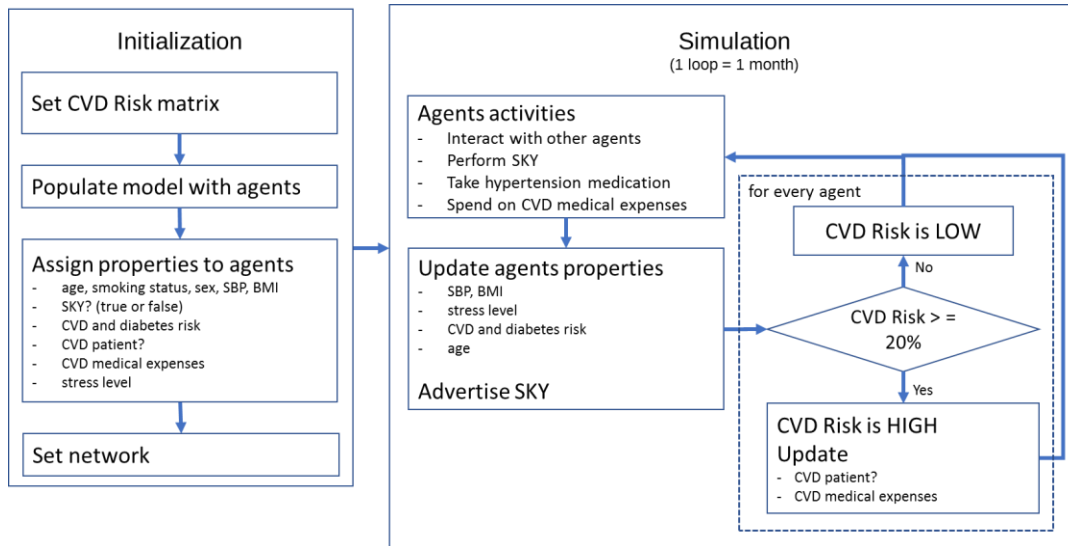 Initialization
Set CVD Risk matrix
Populate model with agents
Assign properties to agents
- age, smoking status, sex, SBP, BMI
- SKY? (true or false)
- CVD and diabetes risk
- CVD patient?
- CVD medical expenses
- stress level
Set network
Simulation
(1 loop = 1 month)
Agents activities
- Interact with other agents
- Perform SKY
- Take hypertension medication
- Spend on CVD medical expenses
Update agents properties
- SBP, BMI
- stress level
- CVD and diabetes risk
- age
Advertise SKY
for every agent
CVD Risk is LOW
No
CVD Risk > =
20%
Yes
CVD Risk is HIGH
Update
- CVD patient?
- CVD medical expenses